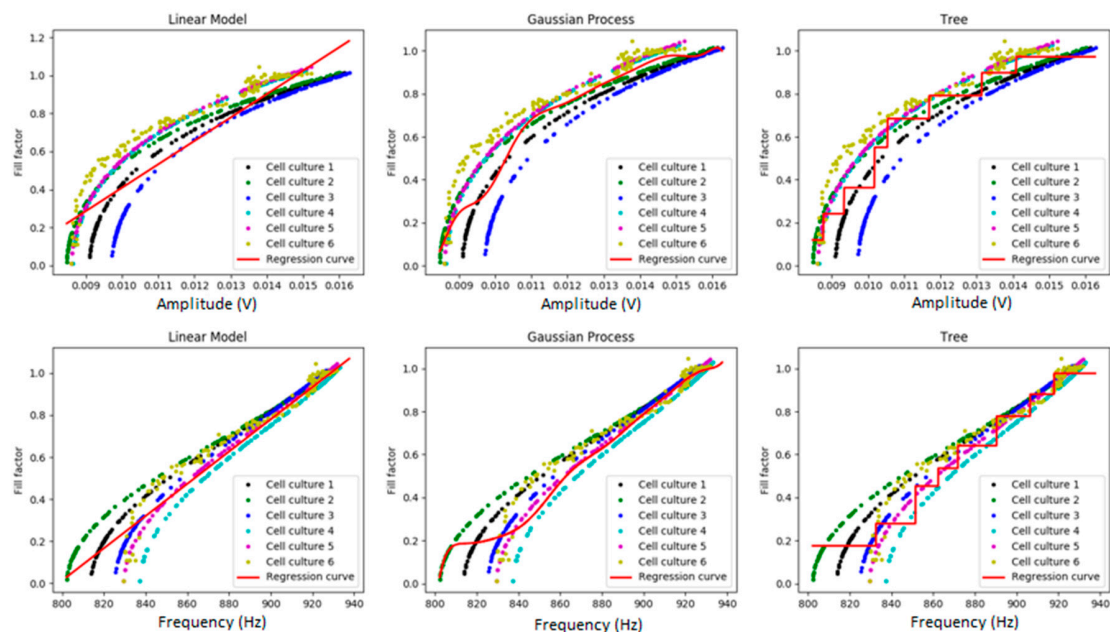 Linear Model
Fill factor
1.2
1.0
0.8
0.6
0.4
0.2
0.0
Cell culture 1
Cell culture 2
Cell culture 3
Cell culture 4
Cell culture 5
Cell culture 6
Regression curve
0.009 0.010 0.011 0.012 0.013 0.014 0.015 0.016
Amplitude (V)
Gaussian Process
Fill factor
1.0
0.8
0.6
0.4
0.2
0.0
Cell culture 1
Cell culture 2
Cell culture 3
Cell culture 4
Cell culture 5
Cell culture 6
Regression curve
0.009 0.010 0.011 0.012 0.013 0.014 0.015 0.016
Amplitude (V)
Tree
Fill factor
1.0
0.8
0.6
0.4
0.2
0.0
Cell culture 1
Cell culture 2
Cell culture 3
Cell culture 4
Cell culture 5
Cell culture 6
Regression curve
0.009 0.010 0.011 0.012 0.013 0.014 0.015 0.016
Amplitude (V)
Linear Model
Fill factor
1.0
0.8
0.6
0.4
0.2
0.0
Cell culture 1
Cell culture 2
Cell culture 3
Cell culture 4
Cell culture 5
Cell culture 6
Regression curve
800 820 840 860 880 900 920 940
Frequency (Hz)
Gaussian Process
Fill factor
1.0
0.8
0.6
0.4
0.2
0.0
Cell culture 1
Cell culture 2
Cell culture 3
Cell culture 4
Cell culture 5
Cell culture 6
Regression curve
800 820 840 860 880 900 920 940
Frequency (Hz)
Tree
Fill factor
1.0
0.8
0.6
0.4
0.2
0.0
Cell culture 1
Cell culture 2
Cell culture 3
Cell culture 4
Cell culture 5
Cell culture 6
Regression curve
800 820 840 860 880 900 920 940
Frequency (Hz)